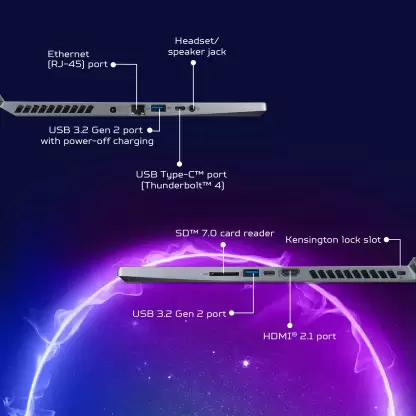 Headset/
speaker jack
Ethernet
(RJ-45) port
USB 3.2 Gen 2 port
with power-off charging
USB Type-C™ port
(Thunderbolt™ 4)
SD™ 7.0 card reader
Kensington lock slot
USB 3.2 Gen 2 port
HDMI® 2.1 port